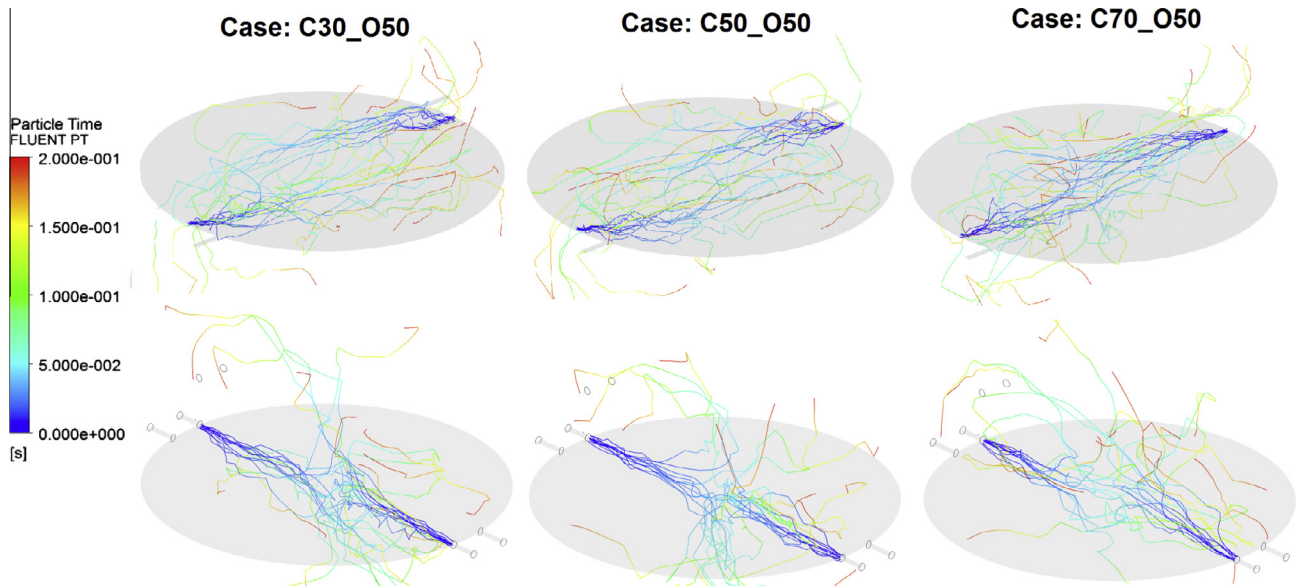 Case: C30_O50
Case: C50_O50
Case: C70_O50
Particle Time
FLUENT PT
2.000e-001
1.500e-001
1.000e-001
5.000e-002
0.000e+000
[s]